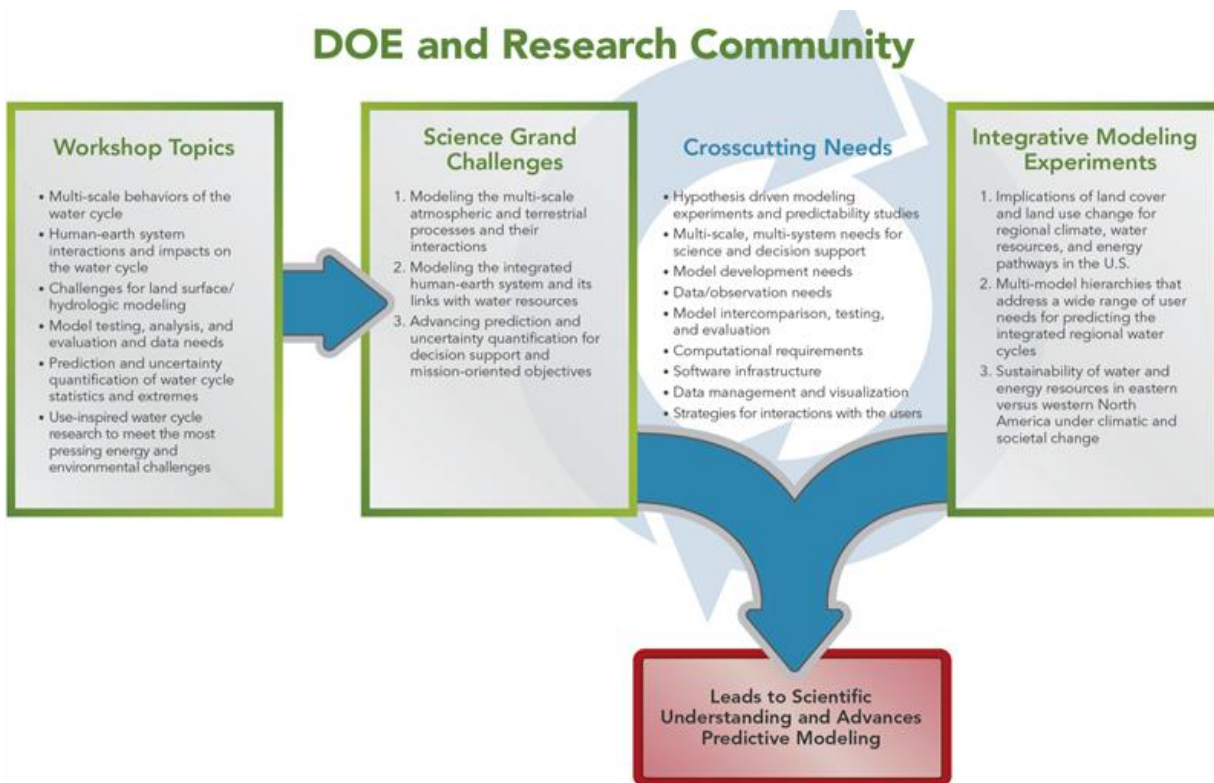 DOE and Research Community
Workshop Topics
• Multi-scale behaviors of the
water cycle
• Human-earth system
interactions and impacts on
the water cycle
• Challenges for land surface/
hydrologic modeling
• Model testing, analysis, and
evaluation and data needs
• Prediction and uncertainty
quantification of water cycle
statistics and extremes
• Use-inspired water cycle
research to meet the most
pressing energy and
environmental challenges
Science Grand
Challenges
1. Modeling the multi-scale
atmospheric and terrestrial
processes and their
interactions
2. Modeling the integrated
human-earth system and its
links with water resources
3. Advancing prediction and
uncertainty quantification for
decision support and
mission-oriented objectives
Crosscutting Needs
• Hypothesis driven modeling
experiments and predictability studies
• Multi-scale, multi-system needs for
science and decision support
• Model development needs
• Data/observation needs
• Model intercomparison, testing,
and evaluation
• Computational requirements
• Software infrastructure
• Data management and visualization
• Strategies for interactions with the users
Integrative Modeling
Experiments
1. Implications of land cover
and land use change for
regional climate, water
resources, and energy
pathways in the U.S.
2. Multi-model hierarchies that
address a wide range of user
needs for predicting the
integrated regional water
cycles
3. Sustainability of water and
energy resources in eastern
versus western North
America under climatic and
societal change
Leads to Scientific
Understanding and Advances
Predictive Modeling